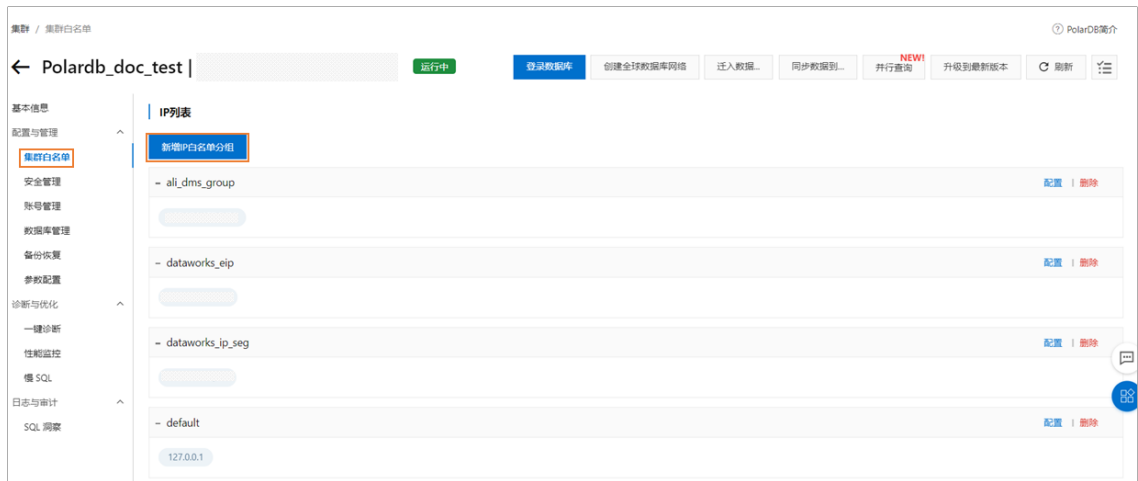 集群 / 集群白名单
PolarDB简介
Polardb_doc_test |
运行中
登录数据库
创建全球数据库网络
迁入数据...
同步数据到...
NEW!
并行查询
升级到最新版本
刷新
基本信息
配置与管理
集群白名单
安全管理
账号管理
数据库管理
备份恢复
参数配置
诊断与优化
一键诊断
性能监控
慢 SQL
日志与审计
SQL 洞察
IP列表
新增IP白名单分组
- ali_dms_group
配置 | 删除
- dataworks_eip
配置 | 删除
- dataworks_ip_seg
配置 | 删除
- default
配置 | 删除
127.0.0.1